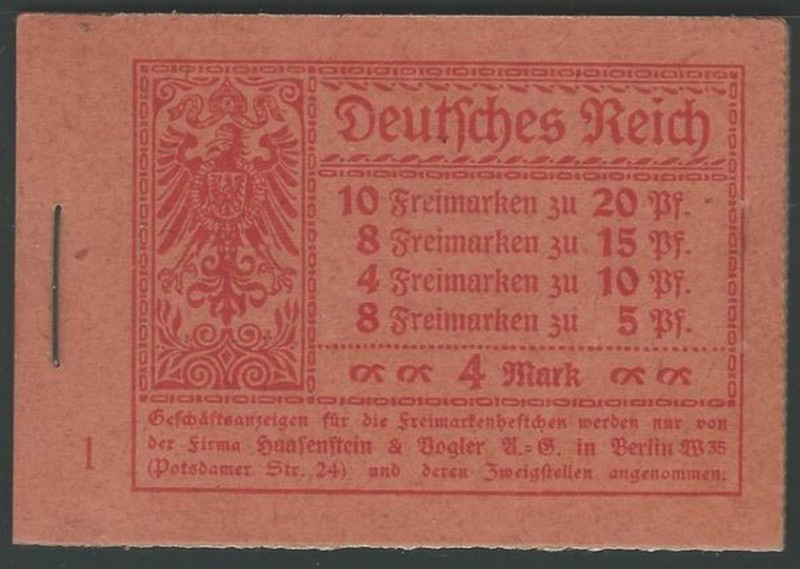 Deutsches Reich
10 Freimarken zu 20 Pf.
8 Freimarken zu 15 Pf.
4 Freimarken zu 10 Pf.
8 Freimarken zu 5 Pf.
4 Mark
Geschäftsanzeigen für die Freimarkenheftchen werden nur von
der Firma Haasenstein & Vogler A.=G. in Berlin W35
(Potsdamer Str. 24) und deren Zweigstellen angenommen.
1